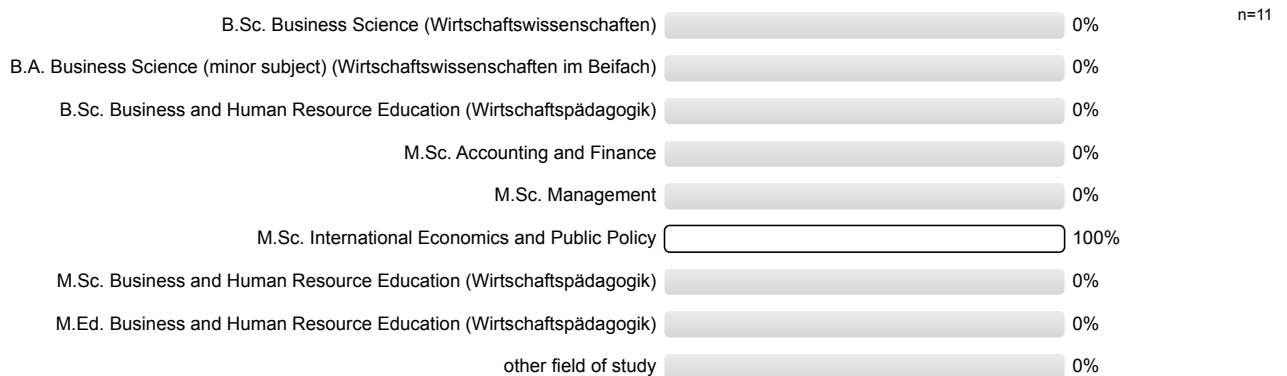 B.Sc. Business Science (Wirtschaftswissenschaften) 0% n=11
B.A. Business Science (minor subject) (Wirtschaftswissenschaften im Beifach) 0%
B.Sc. Business and Human Resource Education (Wirtschaftspädagogik) 0%
M.Sc. Accounting and Finance 0%
M.Sc. Management 0%
M.Sc. International Economics and Public Policy 100%
M.Sc. Business and Human Resource Education (Wirtschaftspädagogik) 0%
M.Ed. Business and Human Resource Education (Wirtschaftspädagogik) 0%
other field of study 0%